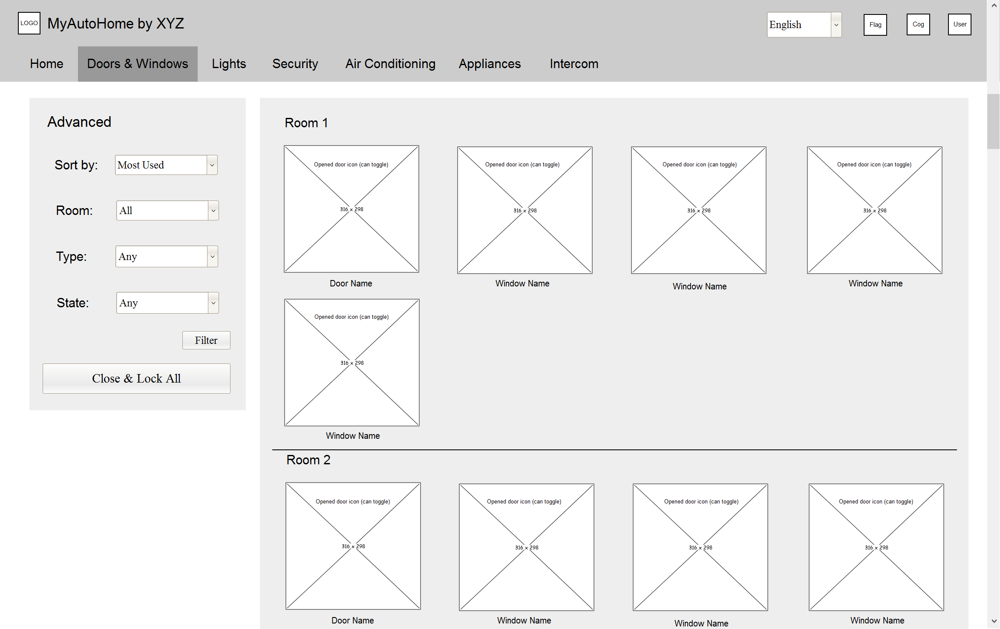 LOGO
MyAutoHome by XYZ
English
Flag
Cog
User
Home
Doors & Windows
Lights
Security
Air Conditioning
Appliances
Intercom
Advanced
Sort by:
Most Used
Room:
All
Type:
Any
State:
Any
Filter
Close & Lock All
Room 1
Opened door icon (can toggle)
316 x 298
Door Name
Opened door icon (can toggle)
316 x 298
Window Name
Opened door icon (can toggle)
316 x 298
Window Name
Opened door icon (can toggle)
316 x 298
Window Name
Opened door icon (can toggle)
316 x 298
Window Name
Room 2
Opened door icon (can toggle)
316 x 298
Door Name
Opened door icon (can toggle)
316 x 298
Window Name
Opened door icon (can toggle)
316 x 298
Window Name
Opened door icon (can toggle)
316 x 298
Window Name